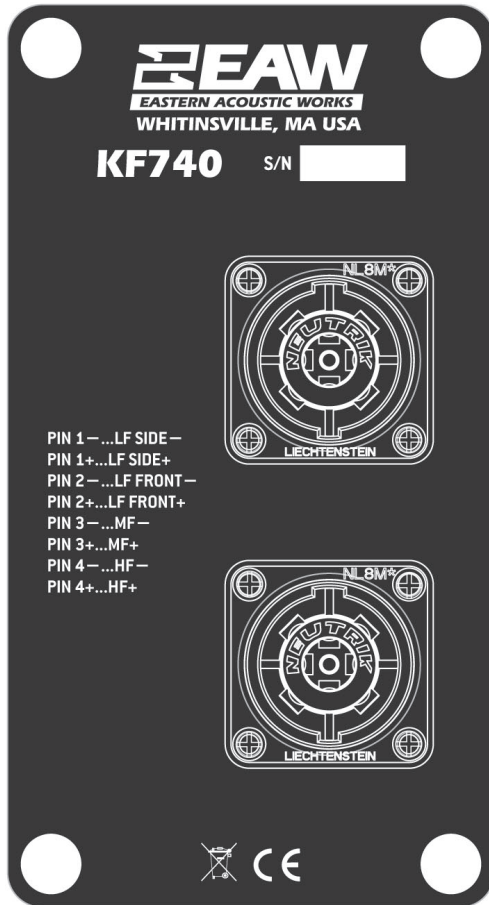 EAW
EASTERN ACOUSTIC WORKS
WHITINSVILLE, MA USA
KF740 S/N
NL8M*
NEUTRIK
LIECHTENSTEIN
PIN 1–...LF SIDE–
PIN 1+...LF SIDE+
PIN 2–...LF FRONT–
PIN 2+...LF FRONT+
PIN 3–...MF–
PIN 3+...MF+
PIN 4–...HF–
PIN 4+...HF+
NL8M*
NEUTRIK
LIECHTENSTEIN
CE